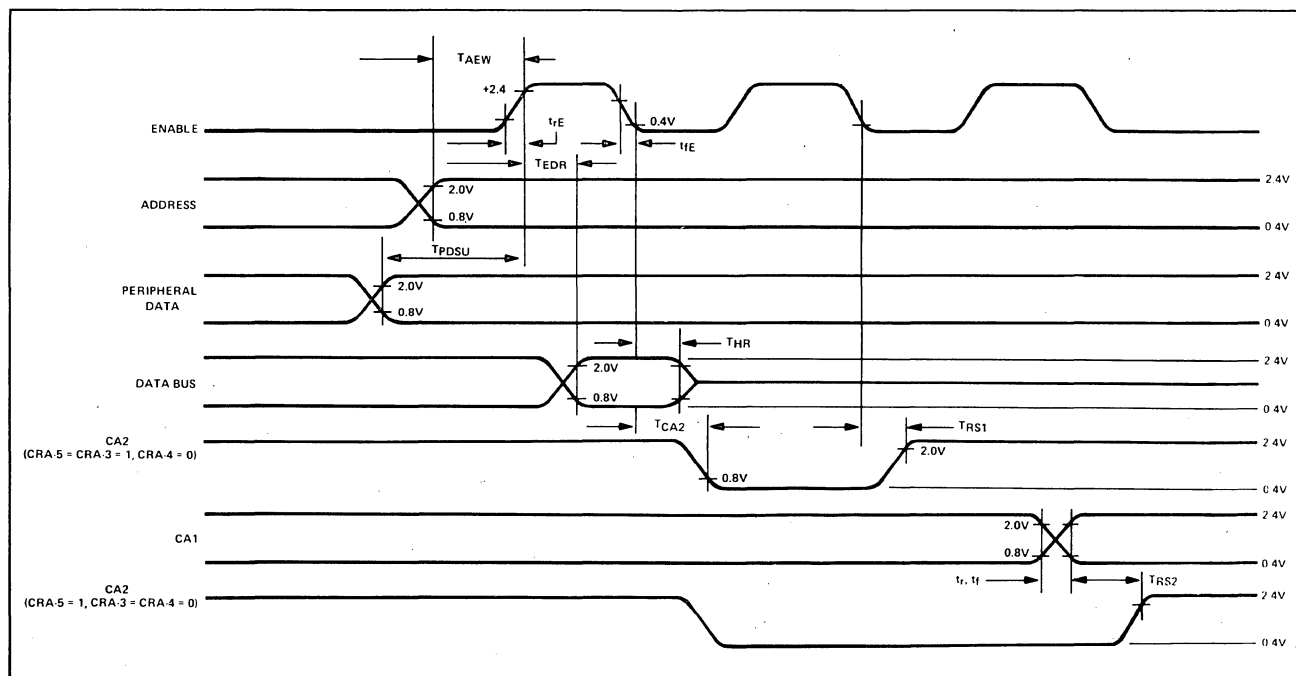 TAEW
+2.4
ENABLE
0.4V
trE
tfE
TEDR
2.4V
2.0V
ADDRESS
0.8V
0.4V
TPDSU
2.4V
2.0V
PERIPHERAL
DATA
0.8V
0.4V
THR
2.4V
2.0V
DATA BUS
0.8V
0.4V
TCA2
TRS1
CA2
(CRA-5 = CRA-3 = 1, CRA-4 = 0)
2.4V
2.0V
0.8V
0.4V
2.4V
2.0V
CA1
0.8V
0.4V
tr, tf
TRS2
CA2
(CRA-5 = 1, CRA-3 = CRA-4 = 0)
2.4V
0.4V